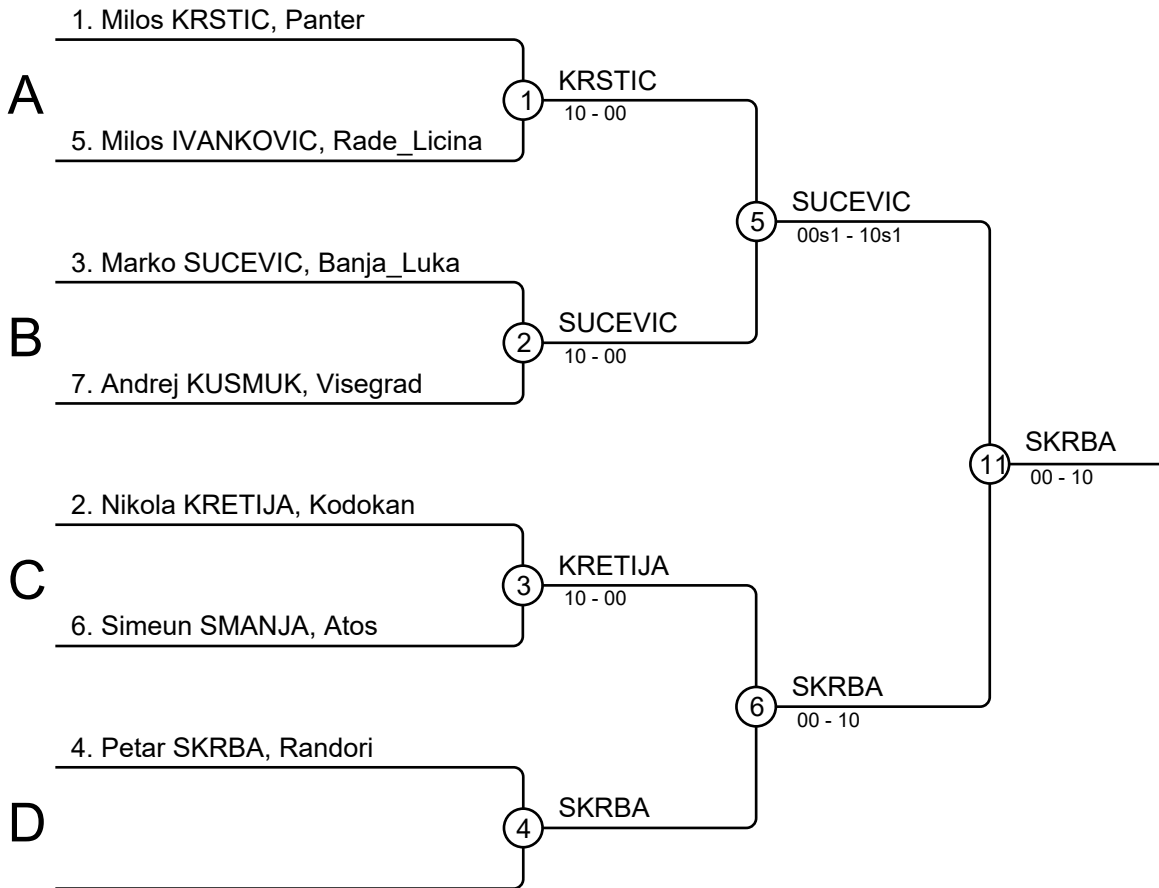 1. Milos KRSTIC, Panter
A
1
KRSTIC
10 - 00
5. Milos IVANKOVIC, Rade_Licina
5
SUCEVIC
00s1 - 10s1
3. Marko SUCEVIC, Banja_Luka
B
2
SUCEVIC
10 - 00
7. Andrej KUSMUK, Visegrad
11
SKRBA
00 - 10
2. Nikola KRETIJA, Kodokan
C
3
KRETIJA
10 - 00
6. Simeun SMANJA, Atos
6
SKRBA
00 - 10
4. Petar SKRBA, Randori
D
4
SKRBA